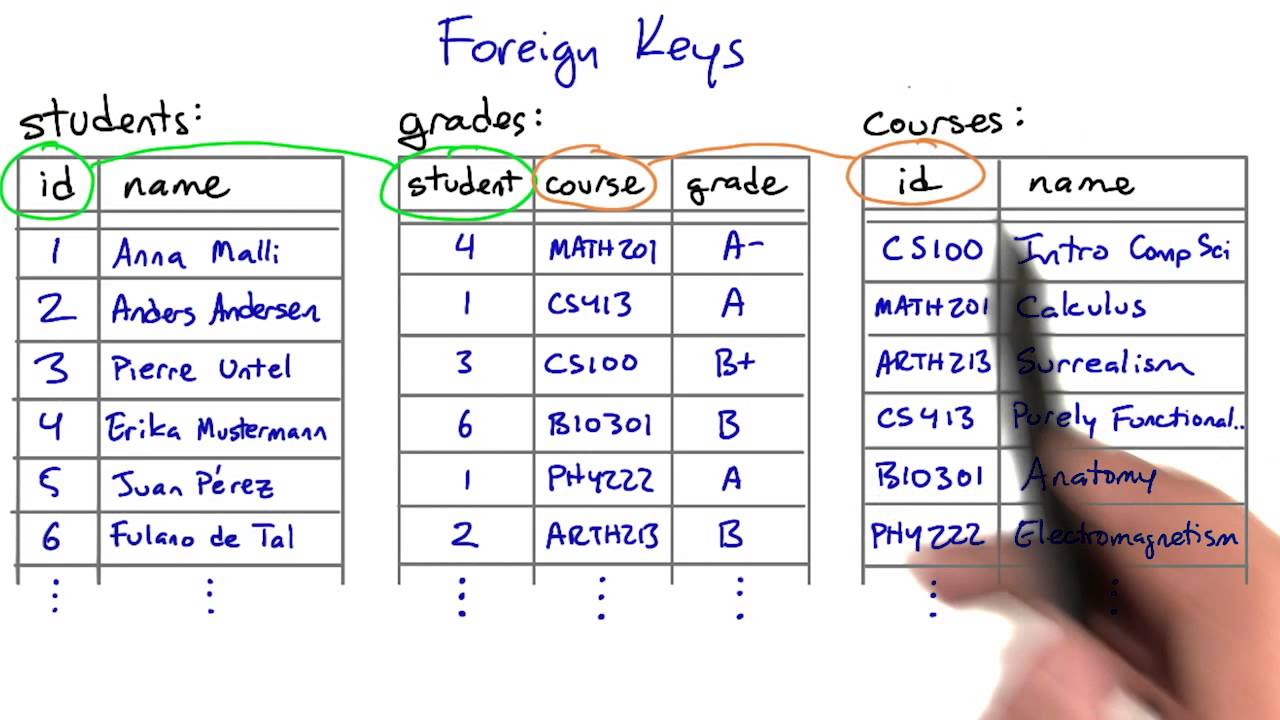 Foreign Keys
students:
id name
1 Anna Malli
2 Anders Andersen
3 Pierre Untel
4 Erika Mustermann
5 Juan Pérez
6 Fulano de Tal
grades:
student course grade
4 MATH201 A-
1 CS413 A
3 CS100 B+
6 BIO301 B
1 PHY222 A
2 ARTH213 B
courses:
id name
CS100 Intro CompSci
MATH201 Calculus
ARTH213 Surrealism
CS413 Purely Functional..
BIO301 Anatomy
PHY222 Electromagnetism